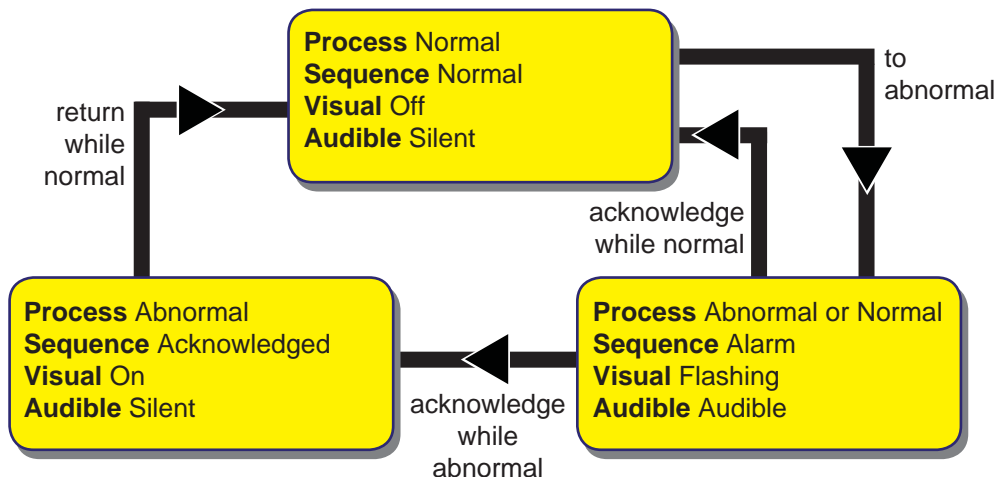 Process Normal
Sequence Normal
Visual Off
Audible Silent
to
abnormal
return
while
normal
acknowledge
while normal
Process Abnormal
Sequence Acknowledged
Visual On
Audible Silent
acknowledge
while
abnormal
Process Abnormal or Normal
Sequence Alarm
Visual Flashing
Audible Audible